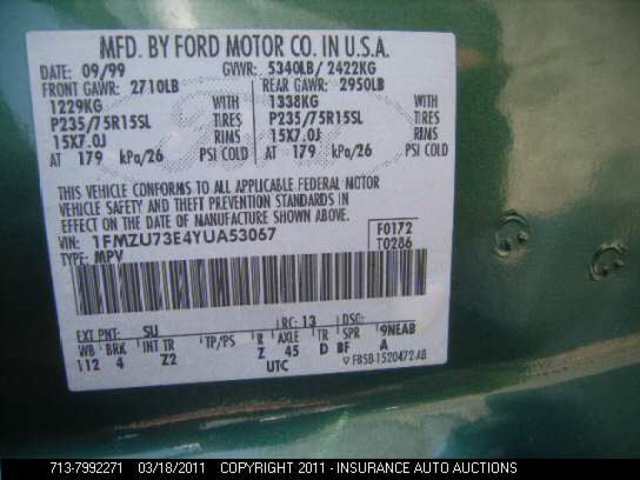 MFD. BY FORD MOTOR CO. IN U.S.A.
DATE: 09/99 GVWR: 5340LB/ 2422KG
FRONT GAWR: 2710LB REAR GAWR: 2950LB
1229KG WITH 1338KG WITH
P235/75R15SL TIRES P235/75R15SL TIRES
15X7.0J RIMS 15X7.0J RIMS
AT 179 kPa/26 PSI COLD AT 179 kPa/26 PSI COLD
THIS VEHICLE CONFORMS TO ALL APPLICABLE FEDERAL MOTOR
VEHICLE SAFETY AND THEFT PREVENTION STANDARDS IN
EFFECT ON THE DATE OF MANUFACTURE SHOWN ABOVE.
VIN: 1FMZU73E4YUA53067 F0172
TYPE: MPV T0286
EXT PNT: SU RC: 13 DSO:
WB BRK INT TR TP/PS R AXLE TR SPR 9NEAB
112 4 Z2 Z 45 D BF A
UTC F85B-1520472-AB
713-7992271 03/18/2011 COPYRIGHT 2011 - INSURANCE AUTO AUCTIONS